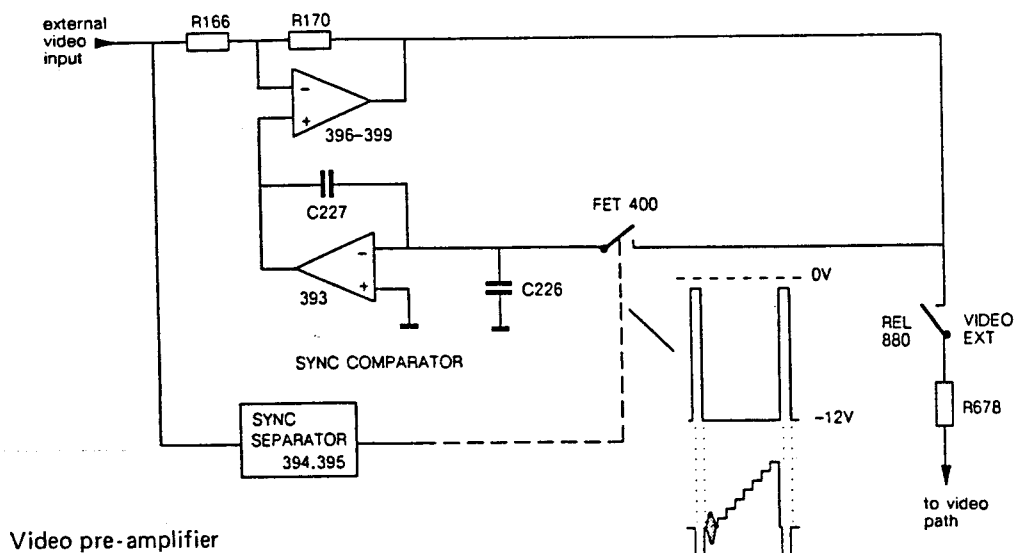 external
video
input
R166
R170
-
+
396-399
C227
FET 400
-
+
393
C226
0V
SYNC COMPARATOR
REL
880
VIDEO
EXT
SYNC
SEPARATOR
394.395
-12V
R678
to video
path
Video pre-amplifier